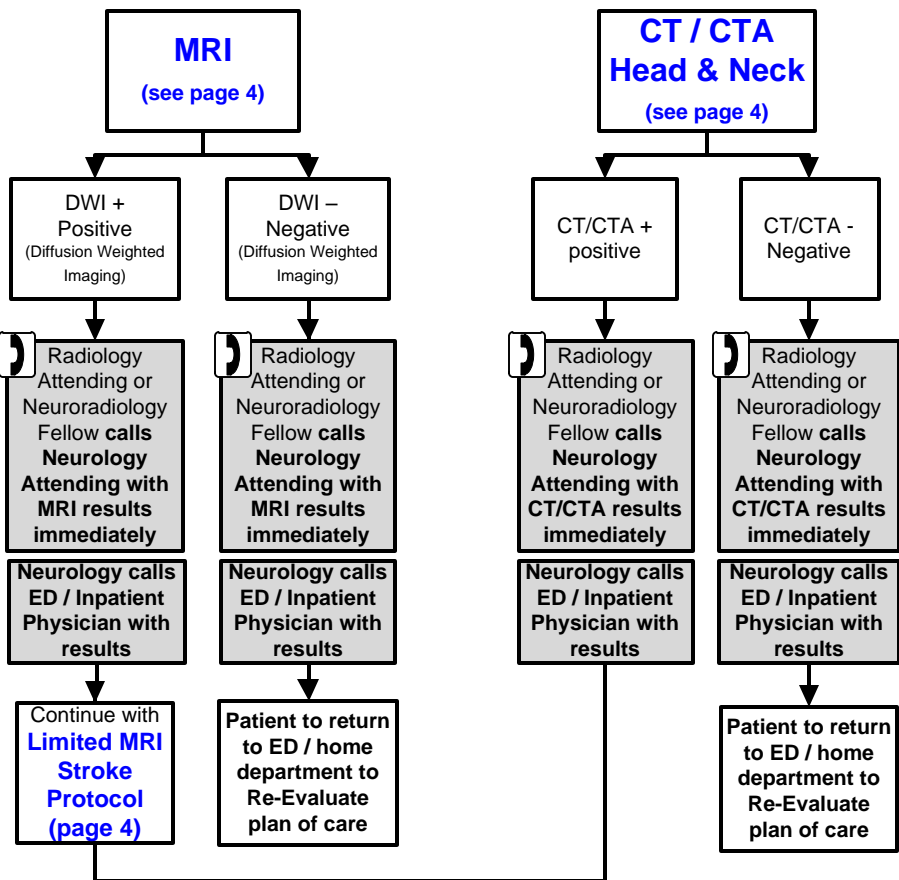 MRI
(see page 4)
CT / CTA
Head & Neck
(see page 4)
DWI +
Positive
(Diffusion Weighted
Imaging)
DWI –
Negative
(Diffusion Weighted
Imaging)
CT/CTA +
positive
CT/CTA -
Negative
Radiology
Attending or
Neuroradiology
Fellow calls
Neurology
Attending with
MRI results
immediately
Radiology
Attending or
Neuroradiology
Fellow calls
Neurology
Attending with
MRI results
immediately
Radiology
Attending or
Neuroradiology
Fellow calls
Neurology
Attending with
CT/CTA results
immediately
Radiology
Attending or
Neuroradiology
Fellow calls
Neurology
Attending with
CT/CTA results
immediately
Neurology calls
ED / Inpatient
Physician with
results
Neurology calls
ED / Inpatient
Physician with
results
Neurology calls
ED / Inpatient
Physician with
results
Neurology calls
ED / Inpatient
Physician with
results
Continue with
Limited MRI
Stroke
Protocol
(page 4)
Patient to return
to ED / home
department to
Re-Evaluate
plan of care
Patient to return
to ED / home
department to
Re-Evaluate
plan of care